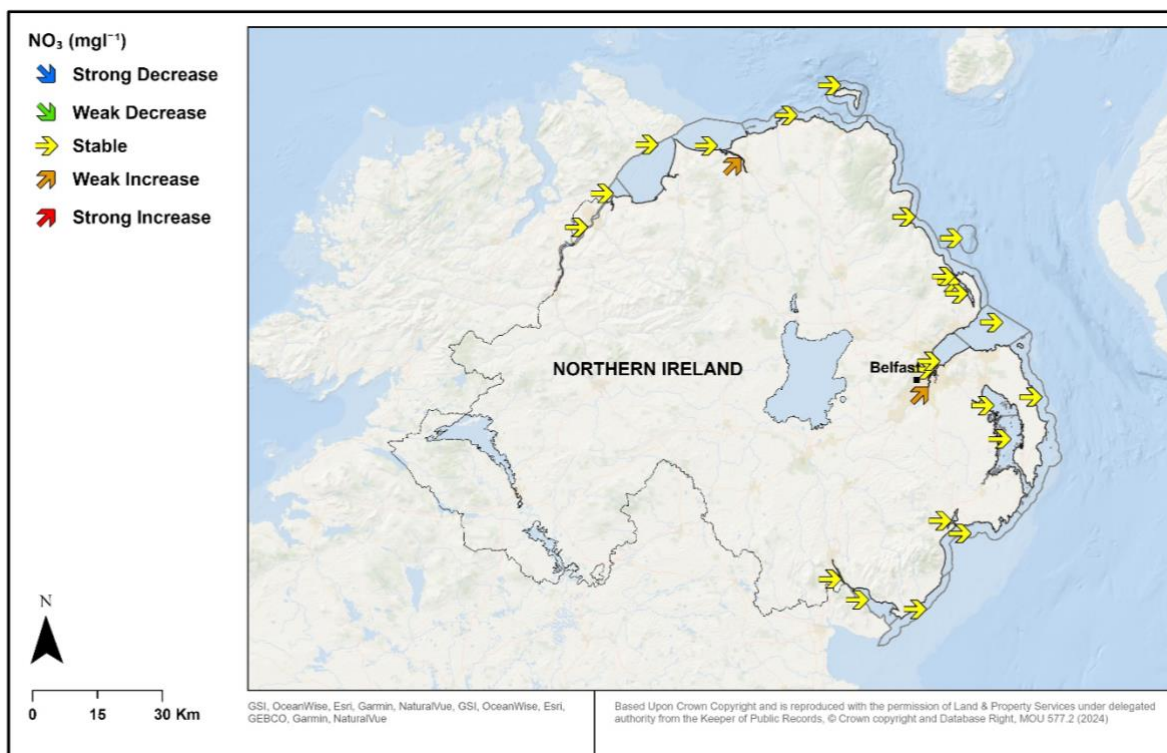 NO₃ (mgl⁻¹)
Strong Decrease
Weak Decrease
Stable
Weak Increase
Strong Increase
NORTHERN IRELAND
Belfast
N
0 15 30 Km
GSI, OceanWise, Esri, Garmin, NaturalVue, GSI, OceanWise, Esri,
GEBCO, Garmin, NaturalVue
Based Upon Crown Copyright and is reproduced with the permission of Land & Property Services under delegated
authority from the Keeper of Public Records, © Crown copyright and Database Right, MOU 577.2 (2024)